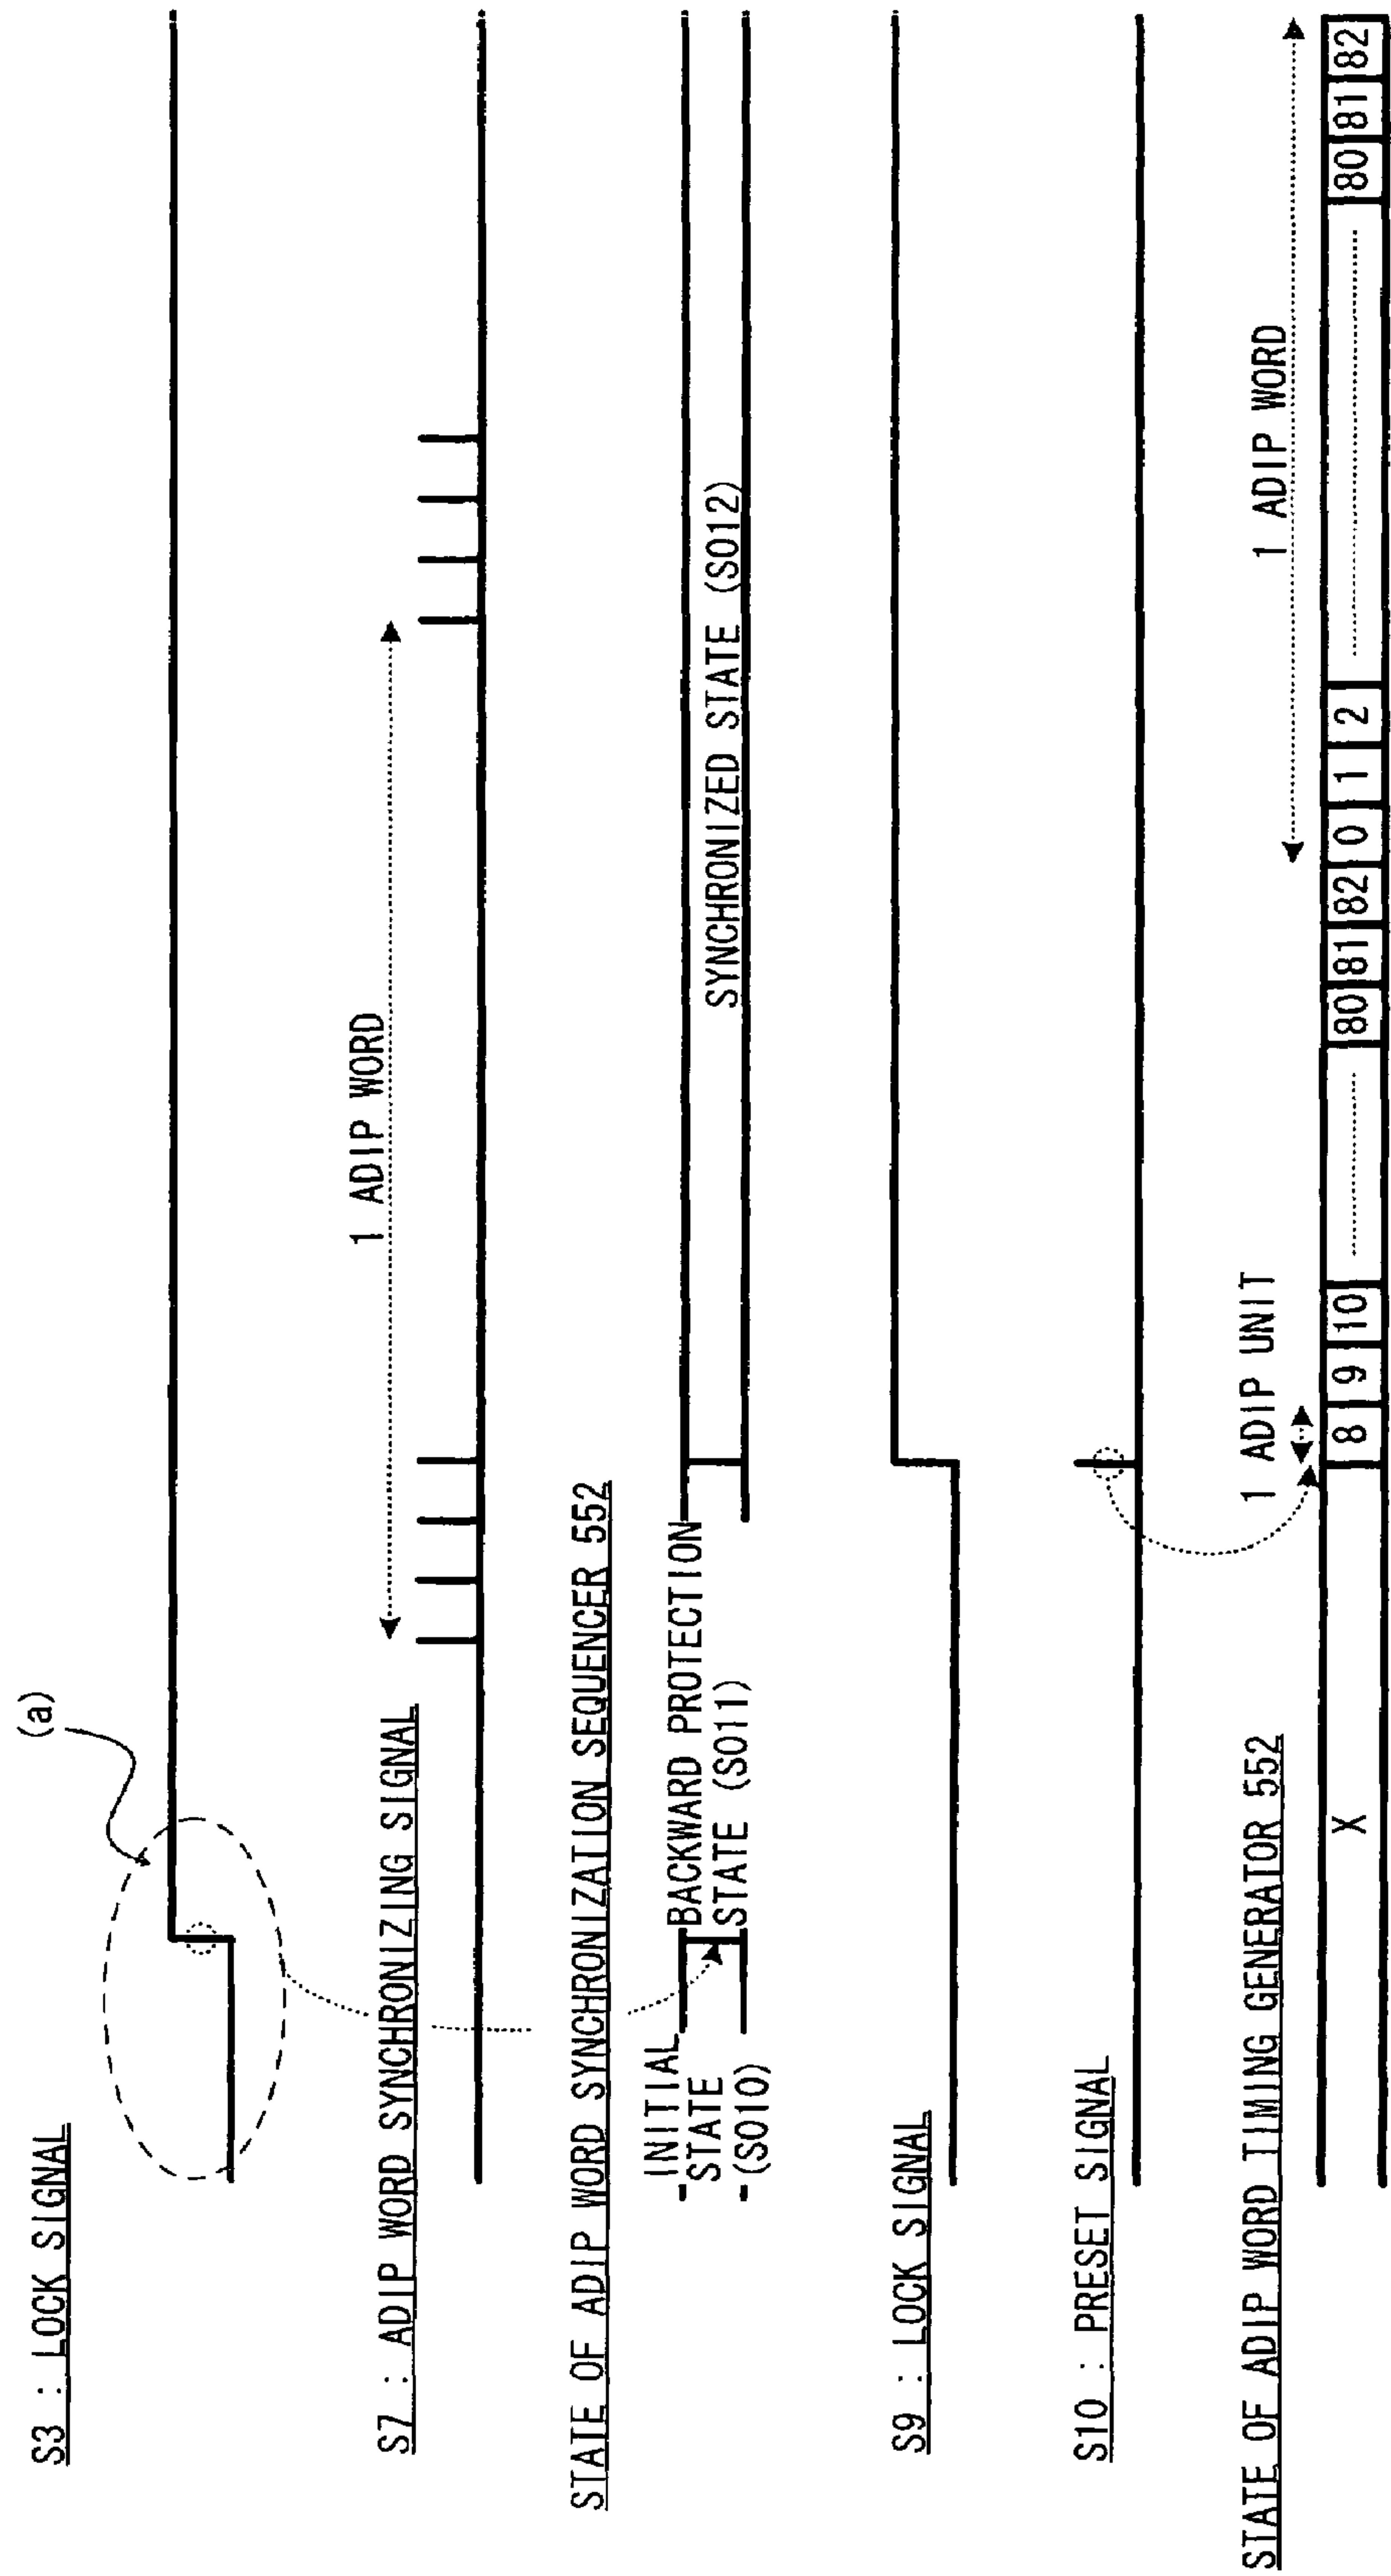 S3 : LOCK SIGNAL
(a)
S7 : ADIP WORD SYNCHRONIZING SIGNAL
1 ADIP WORD
STATE OF ADIP WORD SYNCHRONIZATION SEQUENCER 552
INITIAL
STATE
(S010)
BACKWARD PROTECTION
STATE (S011)
SYNCHRONIZED STATE (S012)
S9 : LOCK SIGNAL
S10 : PRESET SIGNAL
STATE OF ADIP WORD TIMING GENERATOR 552
1 ADIP UNIT
1 ADIP WORD
X 8 9 10 80 81 82 0 1 2 80 81 82